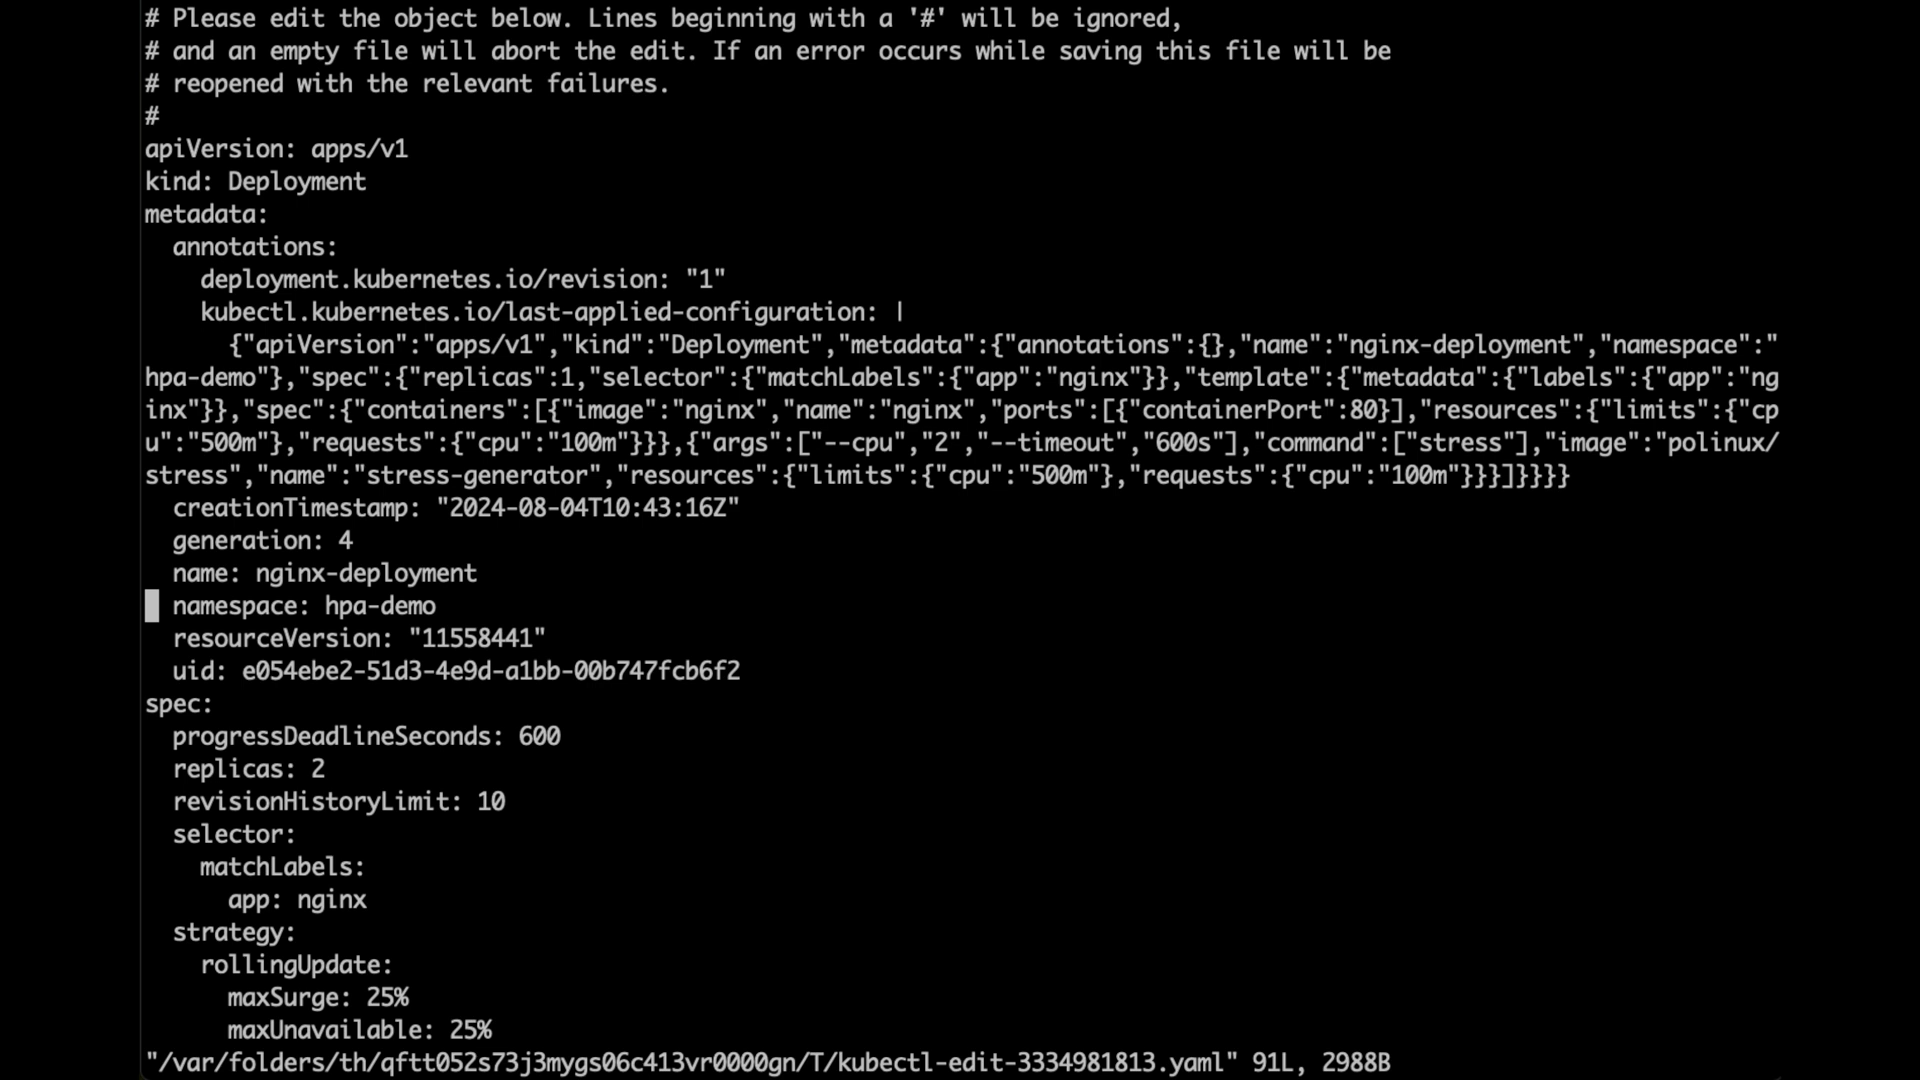 # Please edit the object below. Lines beginning with a '#' will be ignored,
# and an empty file will abort the edit. If an error occurs while saving this file will be
# reopened with the relevant failures.
#
apiVersion: apps/v1
kind: Deployment
metadata:
  annotations:
    deployment.kubernetes.io/revision: "1"
    kubectl.kubernetes.io/last-applied-configuration: |
      {"apiVersion":"apps/v1","kind":"Deployment","metadata":{"annotations":{},"name":"nginx-deployment","namespace":"
hpa-demo"},"spec":{"replicas":1,"selector":{"matchLabels":{"app":"nginx"}},"template":{"metadata":{"labels":{"app":"ng
inx"}},"spec":{"containers":[{"image":"nginx","name":"nginx","ports":[{"containerPort":80}],"resources":{"limits":{"cp
u":"500m"},"requests":{"cpu":"100m"}}},{"args":["--cpu","2","--timeout","600s"],"command":["stress"],"image":"polinux/
stress","name":"stress-generator","resources":{"limits":{"cpu":"500m"},"requests":{"cpu":"100m"}}}]}}}}
  creationTimestamp: "2024-08-04T10:43:16Z"
  generation: 4
  name: nginx-deployment
  namespace: hpa-demo
  resourceVersion: "11558441"
  uid: e054ebe2-51d3-4e9d-a1bb-00b747fcb6f2
spec:
  progressDeadlineSeconds: 600
  replicas: 2
  revisionHistoryLimit: 10
  selector:
    matchLabels:
      app: nginx
  strategy:
    rollingUpdate:
      maxSurge: 25%
      maxUnavailable: 25%
"/var/folders/th/qftt052s73j3mygs06c413vr0000gn/T/kubectl-edit-3334981813.yaml" 91L, 2988B